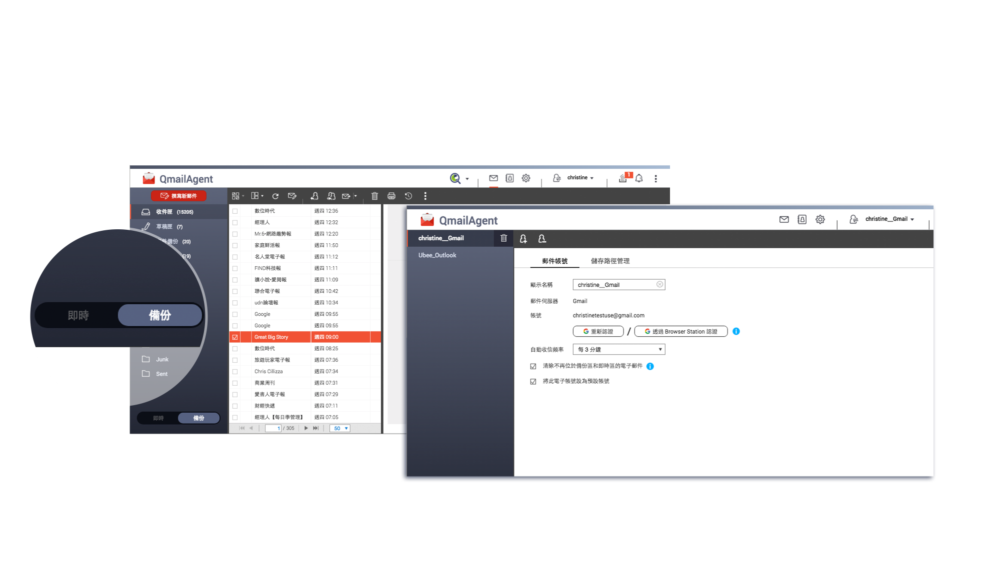 QmailAgent
christine
1
撰寫新郵件
收件匣 (15205)
草稿匣 (7)
件備份 (20)
(19)
即時 備份
Junk
Sent
即時 備份
數位時代 週四 12:36
經理人 週四 12:32
Mr.6•網路趨勢報 週四 12:20
家庭鮮活報 週四 11:50
名人堂電子報 週四 11:12
FIND科技報 週四 11:11
讀小說•愛閱報 週四 11:09
聯合電子報 週四 10:42
udn論壇報 週四 10:34
Google 週四 09:55
Google 週四 09:55
Great Big Story 週四 09:00
數位時代 週四 08:25
旅遊玩家電子報 週四 07:36
Chris Cillizza 週四 07:34
商業周刊 週四 07:31
愛書人電子報 週四 07:29
財經快遞 週四 07:11
經理人【每日學管理】 週四 07:05
1 / 305 50
QmailAgent
christine__Gmail
christine__Gmail
Ubee_Outlook
郵件帳號 儲存路徑管理
顯示名稱 christine__Gmail
郵件伺服器 Gmail
帳號 christinetestuse@gmail.com
重新認證 / 透過 Browser Station 認證
自動收信頻率 每 3 分鐘
清除不再位於備份區和即時區的電子郵件
將此電子帳號設為預設帳號